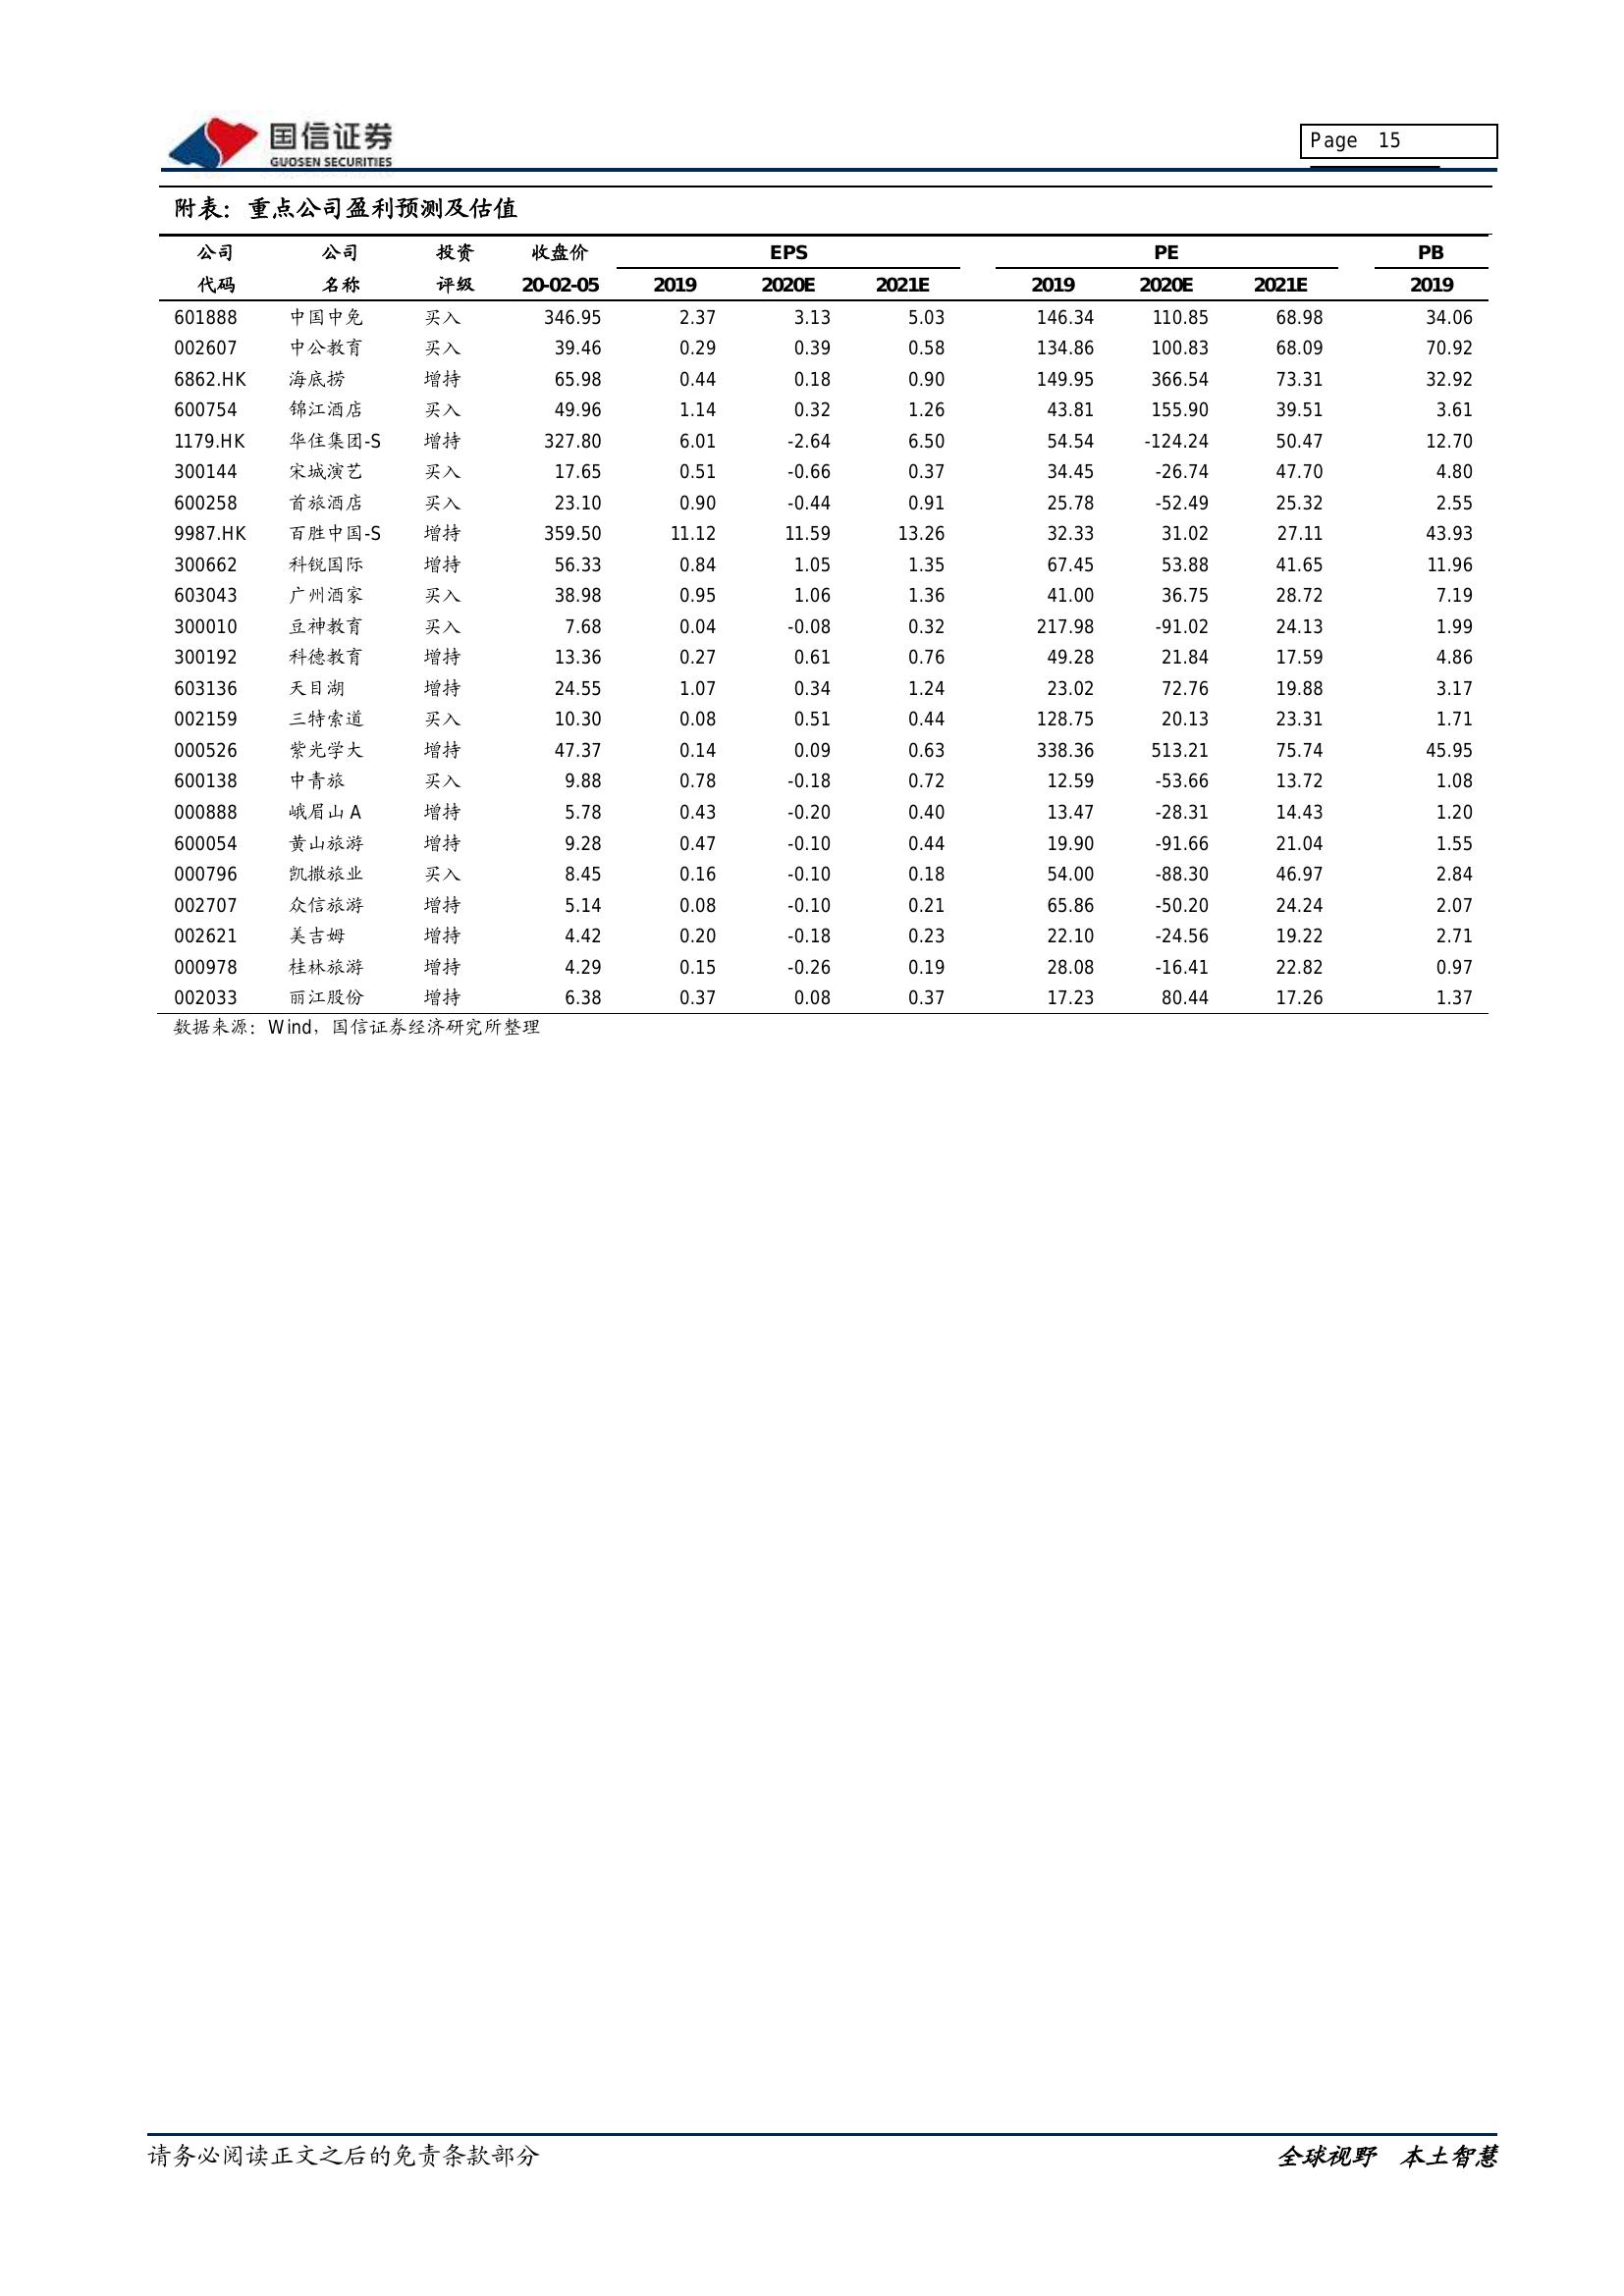 国信证券
GUOSEN SECURITIES
Page 15
附表：重点公司盈利预测及估值
公司 公司 投资 收盘价 EPS PE PB
代码 名称 评级 20-02-05 2019 2020E 2021E 2019 2020E 2021E 2019
601888 中国中免 买入 346.95 2.37 3.13 5.03 146.34 110.85 68.98 34.06
002607 中公教育 买入 39.46 0.29 0.39 0.58 134.86 100.83 68.09 70.92
6862.HK 海底捞 增持 65.98 0.44 0.18 0.90 149.95 366.54 73.31 32.92
600754 锦江酒店 买入 49.96 1.14 0.32 1.26 43.81 155.90 39.51 3.61
1179.HK 华住集团-S 增持 327.80 6.01 -2.64 6.50 54.54 -124.24 50.47 12.70
300144 宋城演艺 买入 17.65 0.51 -0.66 0.37 34.45 -26.74 47.70 4.80
600258 首旅酒店 买入 23.10 0.90 -0.44 0.91 25.78 -52.49 25.32 2.55
9987.HK 百胜中国-S 增持 359.50 11.12 11.59 13.26 32.33 31.02 27.11 43.93
300662 科锐国际 增持 56.33 0.84 1.05 1.35 67.45 53.88 41.65 11.96
603043 广州酒家 买入 38.98 0.95 1.06 1.36 41.00 36.75 28.72 7.19
300010 豆神教育 买入 7.68 0.04 -0.08 0.32 217.98 -91.02 24.13 1.99
300192 科德教育 增持 13.36 0.27 0.61 0.76 49.28 21.84 17.59 4.86
603136 天目湖 增持 24.55 1.07 0.34 1.24 23.02 72.76 19.88 3.17
002159 三特索道 买入 10.30 0.08 0.51 0.44 128.75 20.13 23.31 1.71
000526 紫光学大 增持 47.37 0.14 0.09 0.63 338.36 513.21 75.74 45.95
600138 中青旅 买入 9.88 0.78 -0.18 0.72 12.59 -53.66 13.72 1.08
000888 峨眉山 A 增持 5.78 0.43 -0.20 0.40 13.47 -28.31 14.43 1.20
600054 黄山旅游 增持 9.28 0.47 -0.10 0.44 19.90 -91.66 21.04 1.55
000796 凯撒旅业 买入 8.45 0.16 -0.10 0.18 54.00 -88.30 46.97 2.84
002707 众信旅游 增持 5.14 0.08 -0.10 0.21 65.86 -50.20 24.24 2.07
002621 美吉姆 增持 4.42 0.20 -0.18 0.23 22.10 -24.56 19.22 2.71
000978 桂林旅游 增持 4.29 0.15 -0.26 0.19 28.08 -16.41 22.82 0.97
002033 丽江股份 增持 6.38 0.37 0.08 0.37 17.23 80.44 17.26 1.37
数据来源：Wind，国信证券经济研究所整理
请务必阅读正文之后的免责条款部分 全球视野 本土智慧